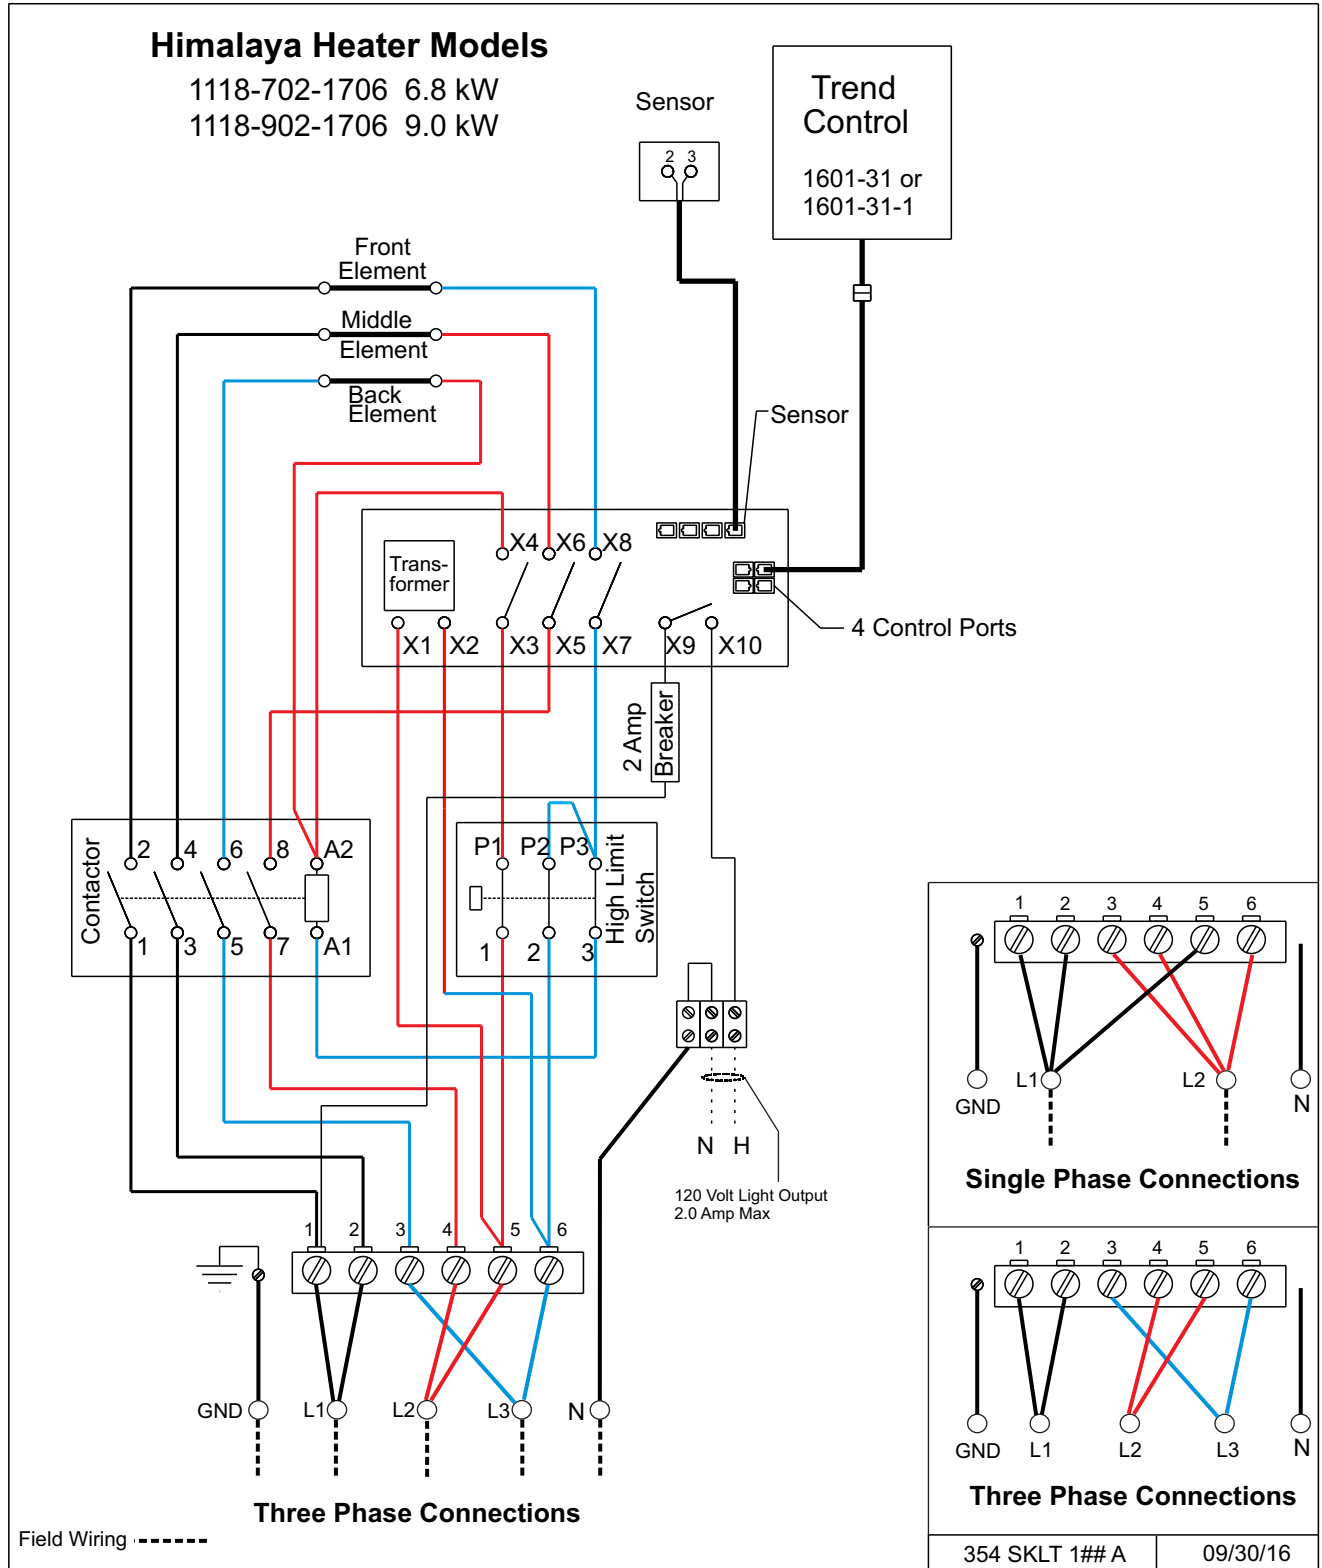 Himalaya Heater Models
1118-702-1706 6.8 kW
1118-902-1706 9.0 kW
Sensor
2 3
Trend
Control
1601-31 or
1601-31-1
Front
Element
Middle
Element
Back
Element
Sensor
Trans-
former
X4 X6 X8
X1 X2 X3 X5 X7 X9 X10
4 Control Ports
2 Amp
Breaker
Contactor
2 4 6 8 A2
1 3 5 7 A1
P1 P2 P3
1 2 3
High Limit
Switch
N H
120 Volt Light Output
2.0 Amp Max
1 2 3 4 5 6
GND L1 L2 L3 N
Three Phase Connections
Field Wiring
1 2 3 4 5 6
GND L1 L2 N
Single Phase Connections
1 2 3 4 5 6
GND L1 L2 L3 N
Three Phase Connections
354 SKLT 1## A 09/30/16